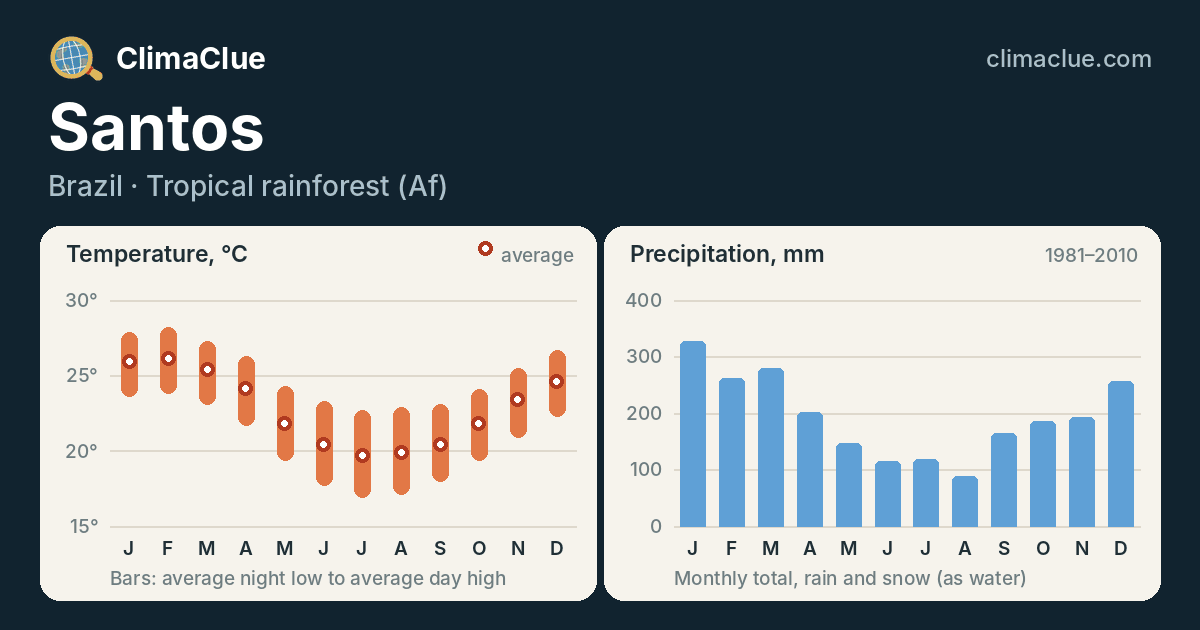 ClimaClue
climaclue.com
Santos
Brazil · Tropical rainforest (Af)
Temperature, °C
average
30°
25°
20°
15°
J F M A M J J A S O N D
Bars: average night low to average day high
Precipitation, mm
1981–2010
400
300
200
100
0
J F M A M J J A S O N D
Monthly total, rain and snow (as water)